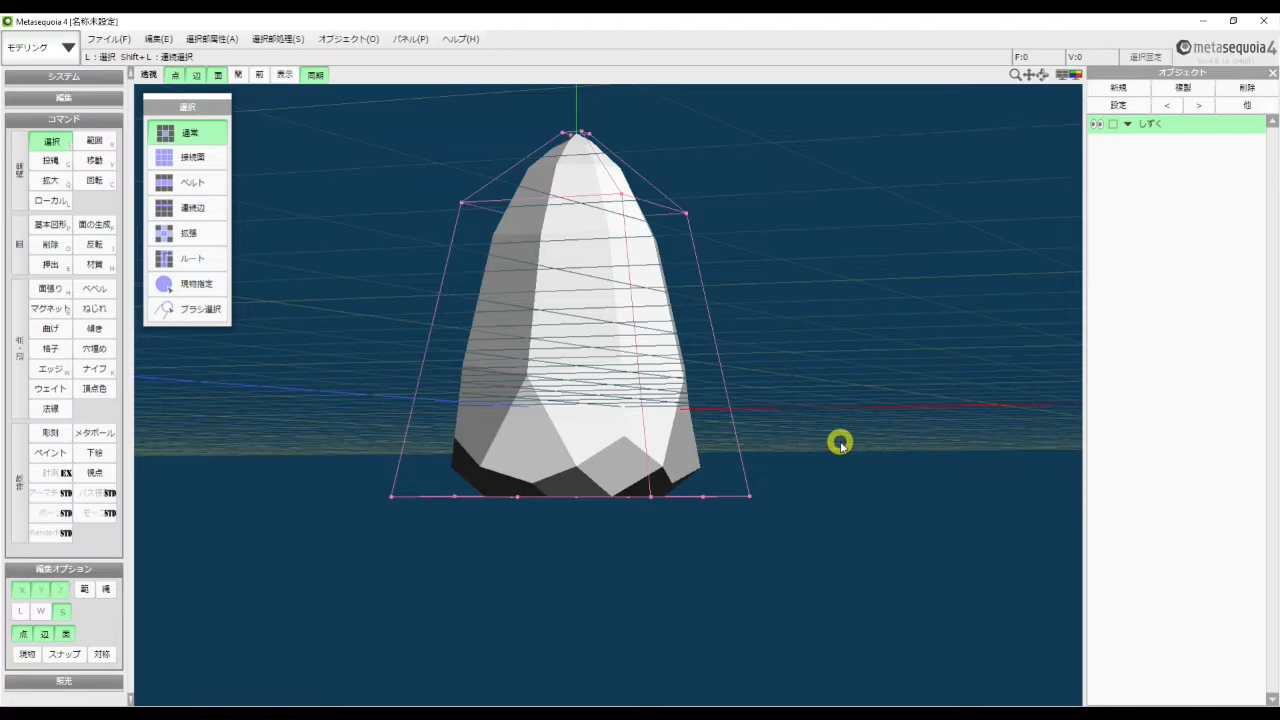 Metasequoia 4 [名称未設定]
モデリング
ファイル(F) 編集(E) 選択部属性(A) 選択部処理(S) オブジェクト(O) パネル(P) ヘルプ(H)
L : 選択 Shift+L : 連続選択
F:0 V:0 選択固定
metasequoia 4
システム
編集
コマンド
選択 範囲
投縄 移動
拡大 回転
ローカル
基本図形 面の生成
削除 反転
押出 材質
面張り ベベル
マグネット ねじれ
曲げ 傾き
格子 穴埋め
エッジ ナイフ
ウェイト 頂点色
法線
彫刻 メタボール
ペイント 下絵
計測 EX 視点
STD STD
STD STD
STD
編集オプション
X Y Z 範 縄
L W S
点 辺 面
現物 スナップ 対称
照光
透視 点 辺 面 簡 前 表示 同期
選択
通常
接続面
ベルト
連続辺
拡張
ルート
現物指定
ブラシ選択
オブジェクト
新規 複製 削除
設定 < > 他
しずく